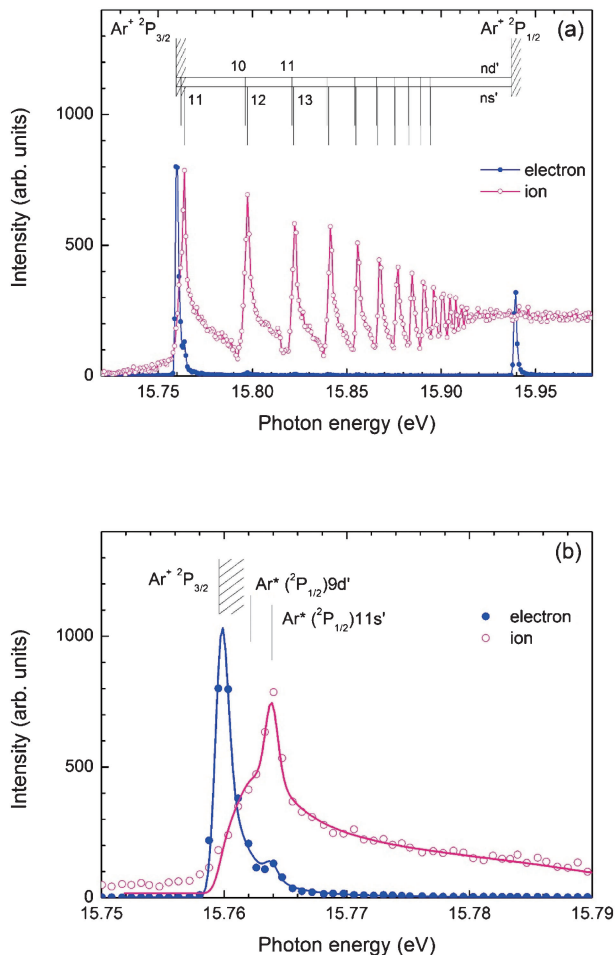 Ar⁺ ²P₃/₂
Ar⁺ ²P₁/₂
(a)
10 11
nd'
11 12 13
ns'
electron
ion
1000
500
0
Intensity (arb. units)
15.75 15.80 15.85 15.90 15.95
Photon energy (eV)
(b)
Ar⁺ ²P₃/₂
Ar* (²P₁/₂)9d'
Ar* (²P₁/₂)11s'
electron
ion
1000
500
0
Intensity (arb. units)
15.75 15.76 15.77 15.78 15.79
Photon energy (eV)